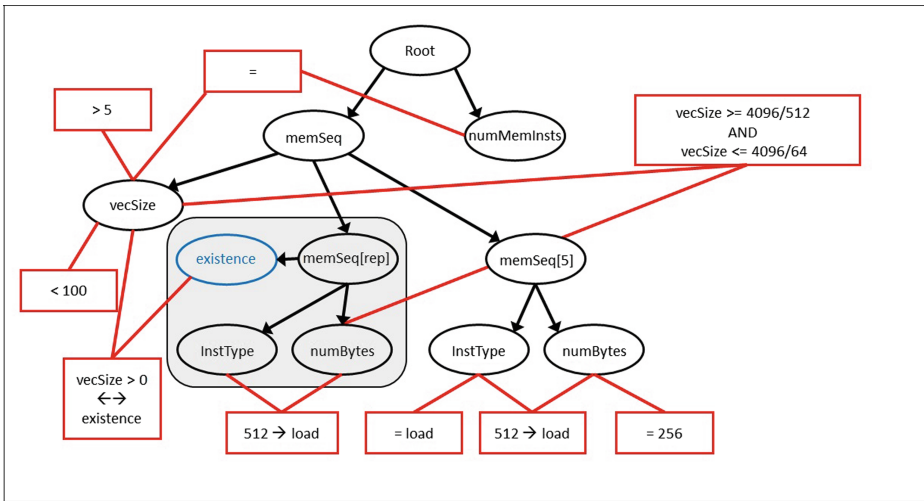 Root
=
> 5
memSeq
numMemInsts
vecSize >= 4096/512
AND
vecSize <= 4096/64
vecSize
existence
memSeq[rep]
memSeq[5]
< 100
InstType
numBytes
InstType
numBytes
vecSize > 0
←→
existence
512 → load
= load
512 → load
= 256